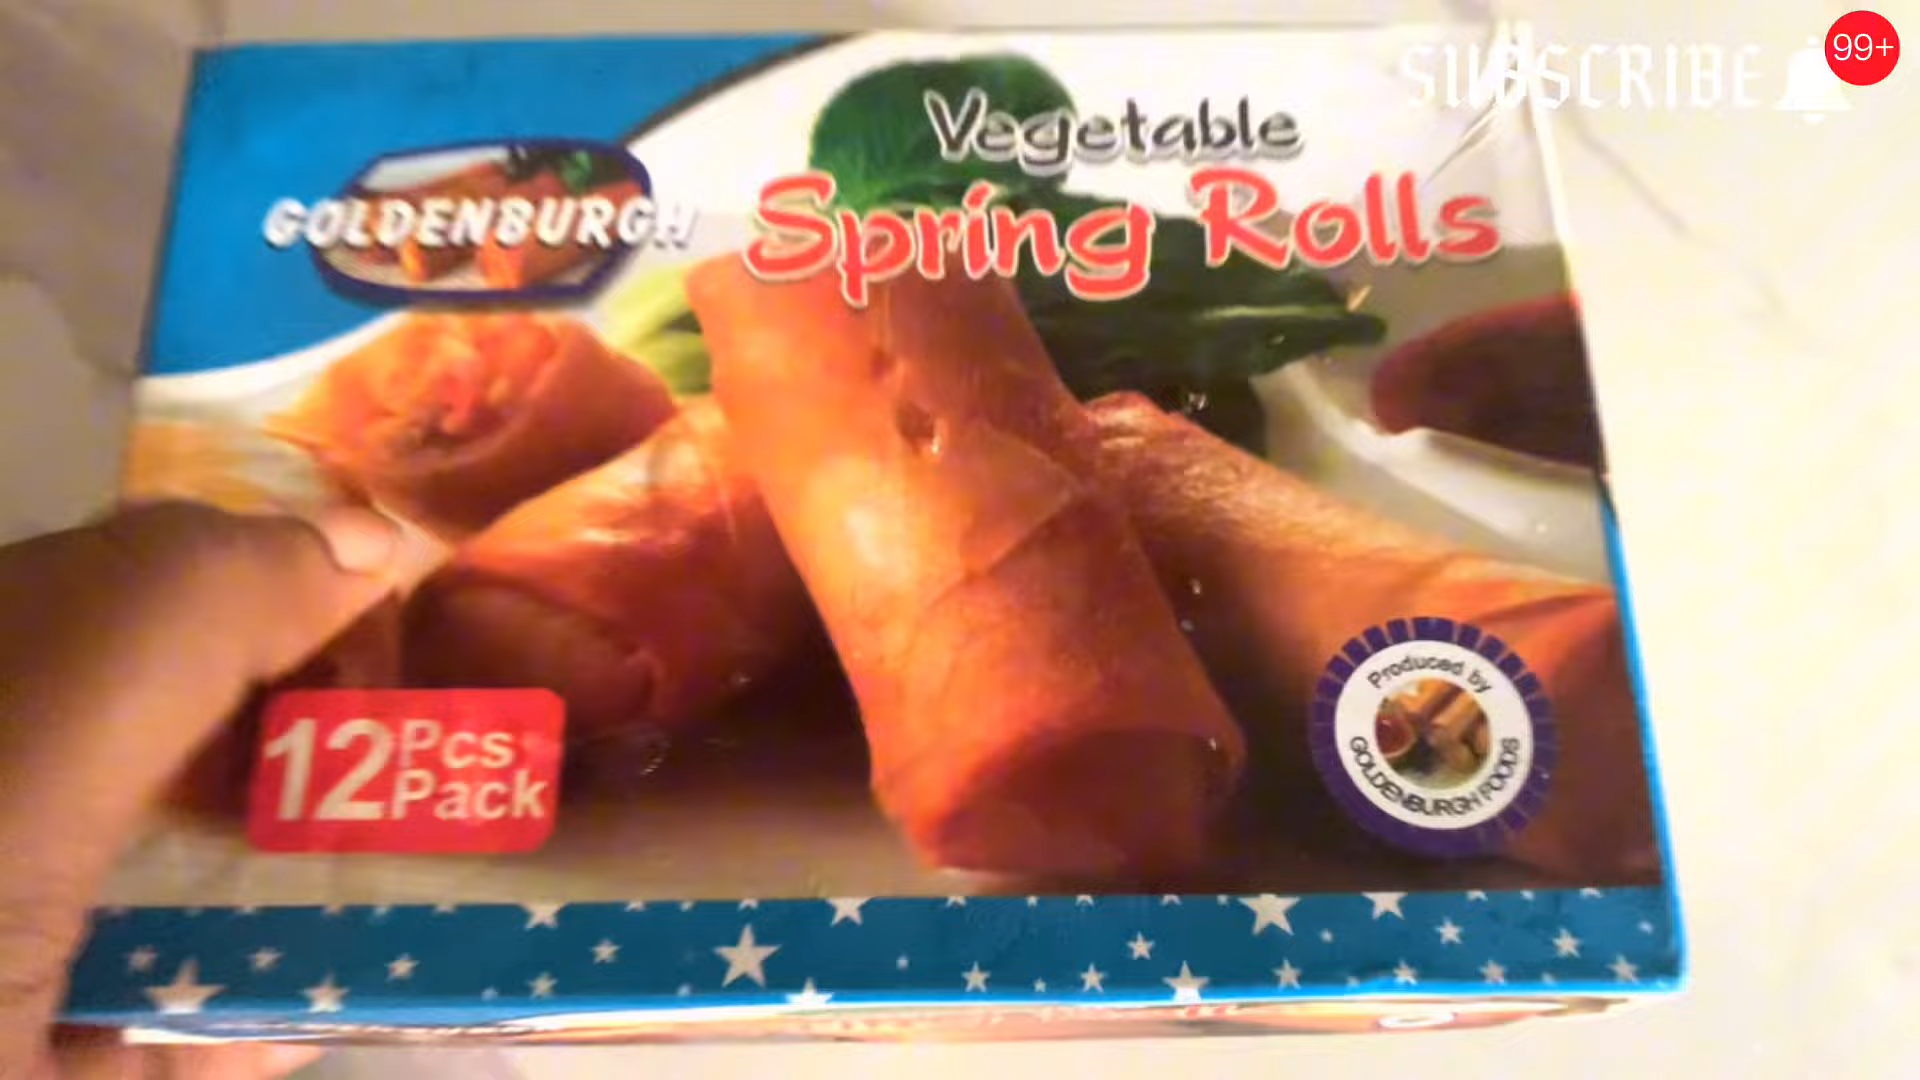 SUBSCRIBE
99+
Vegetable
Spring Rolls
GOLDENBURGH
12 Pcs
Pack
Produced by
GOLDENBURGH FOODS